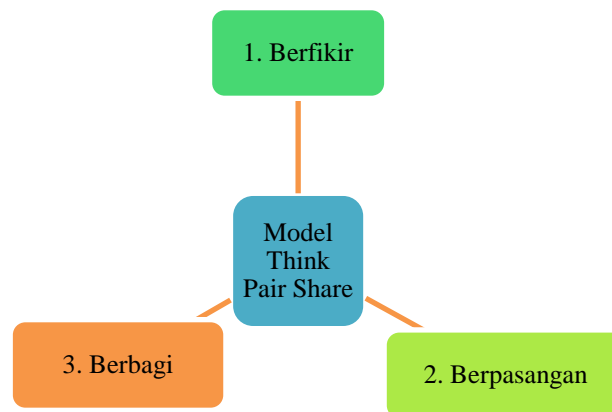 1. Berfikir
Model
Think
Pair Share
3. Berbagi
2. Berpasangan